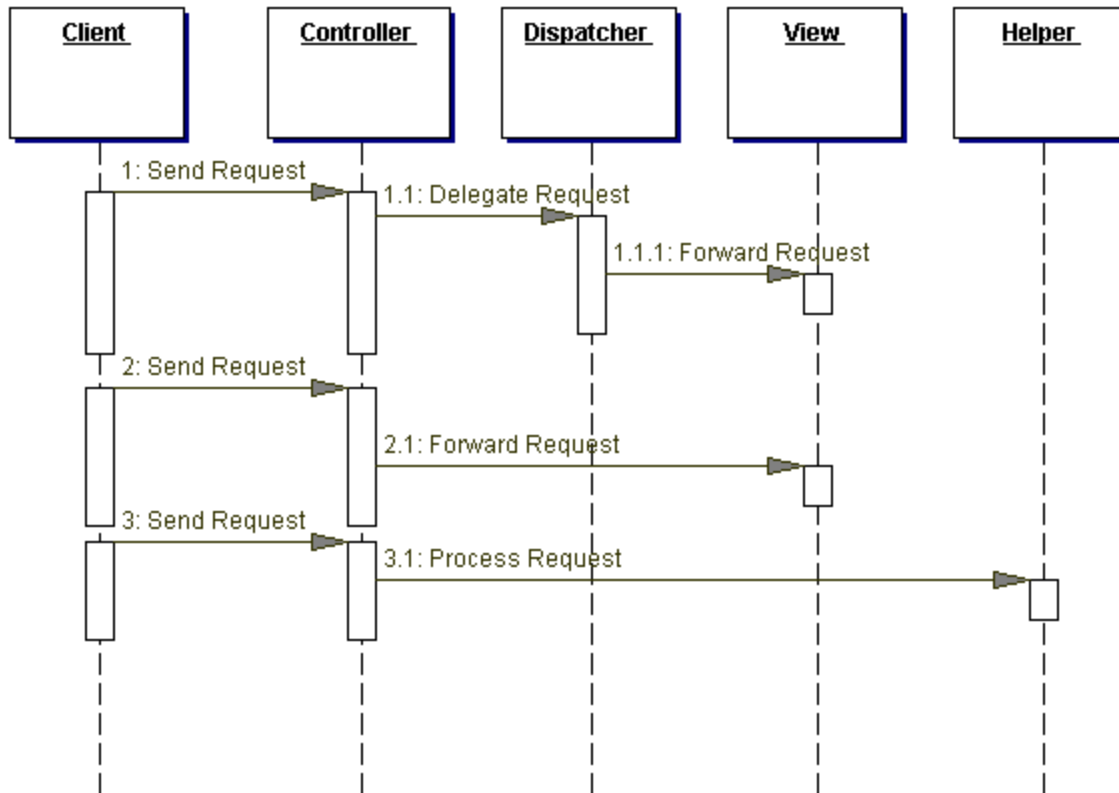 Client
Controller
Dispatcher
View
Helper
1: Send Request
1.1: Delegate Request
1.1.1: Forward Request
2: Send Request
2.1: Forward Request
3: Send Request
3.1: Process Request